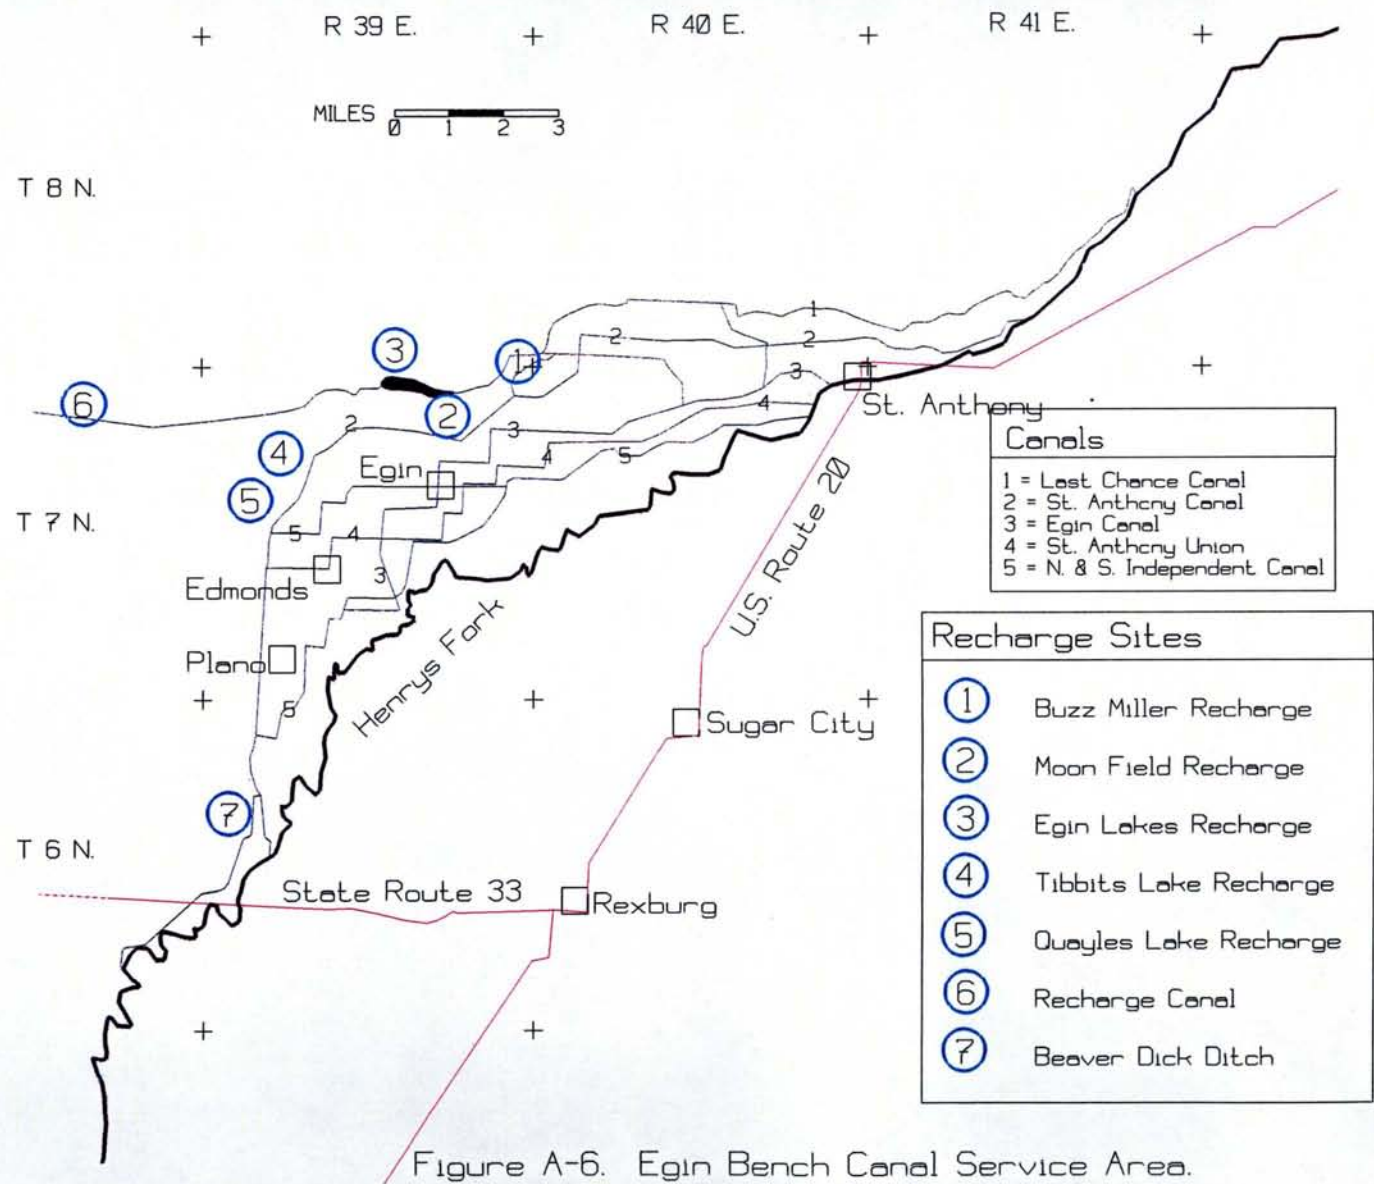 R 39 E. R 40 E. R 41 E.
MILES
0 1 2 3
T 8 N.
1
2
2
3
1
3
6
2
4
St. Anthony
2
3
4
Egin
4
5
5
T 7 N.
5
4
Edmonds
3
U.S. Route 20
Henrys Fork
Plano
5
Sugar City
7
T 6 N.
State Route 33
Rexburg
Canals
1 = Last Chance Canal
2 = St. Anthony Canal
3 = Egin Canal
4 = St. Anthony Union
5 = N. & S. Independent Canal
Recharge Sites
1 Buzz Miller Recharge
2 Moon Field Recharge
3 Egin Lakes Recharge
4 Tibbits Lake Recharge
5 Quayles Lake Recharge
6 Recharge Canal
7 Beaver Dick Ditch
Figure A-6. Egin Bench Canal Service Area.